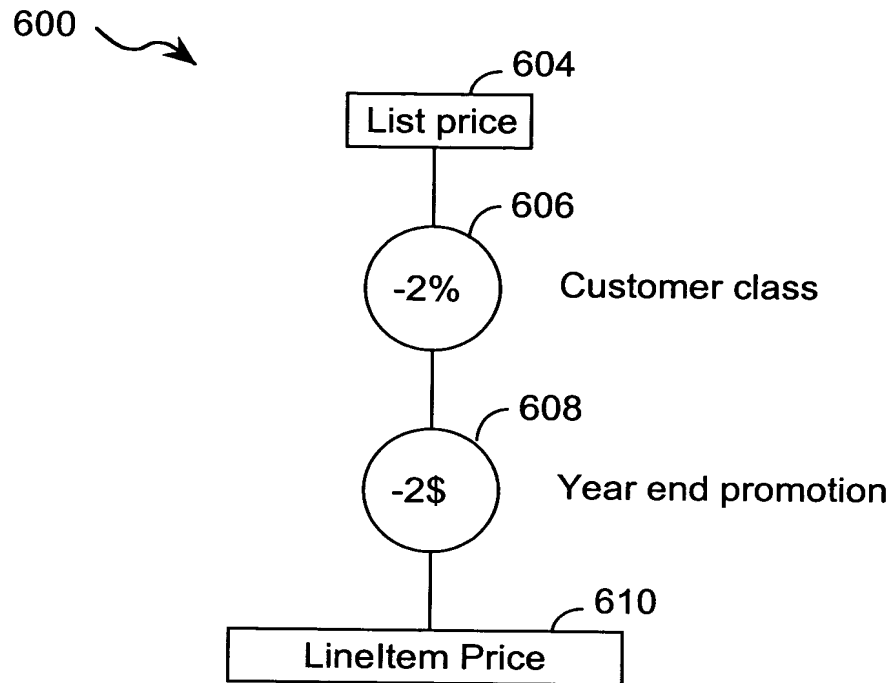 600
604
List price
606
-2%
Customer class
608
-2$
Year end promotion
610
LineItem Price